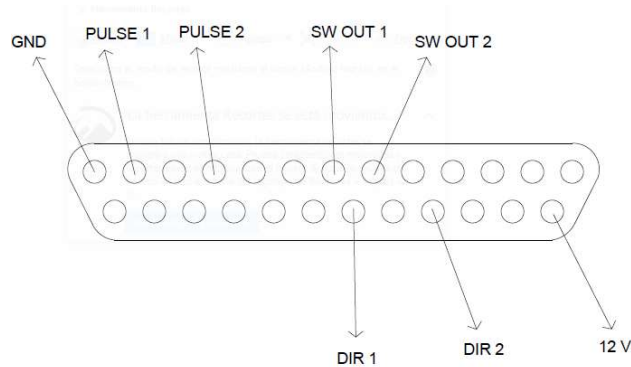 GND
PULSE 1
PULSE 2
SW OUT 1
SW OUT 2
DIR 1
DIR 2
12 V